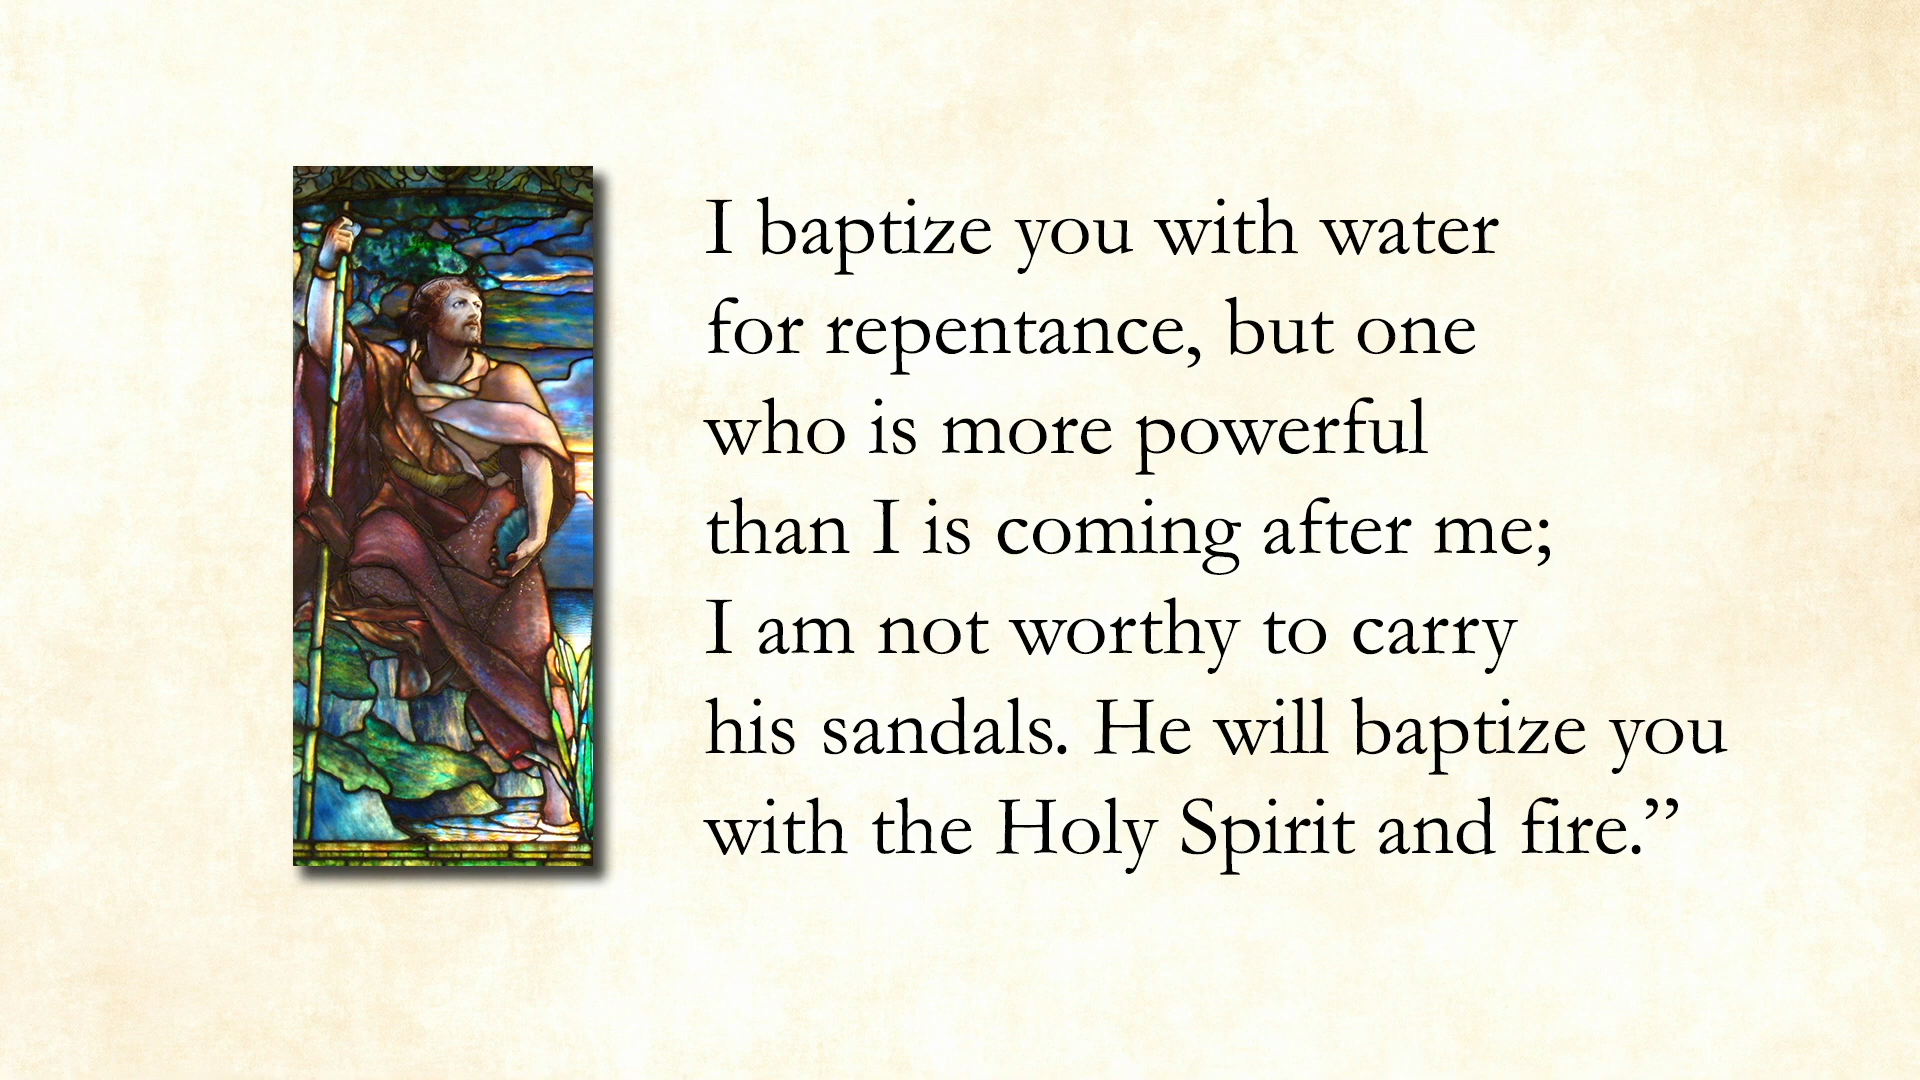 I baptize you with water
for repentance, but one
who is more powerful
than I is coming after me;
I am not worthy to carry
his sandals. He will baptize you
with the Holy Spirit and fire.”